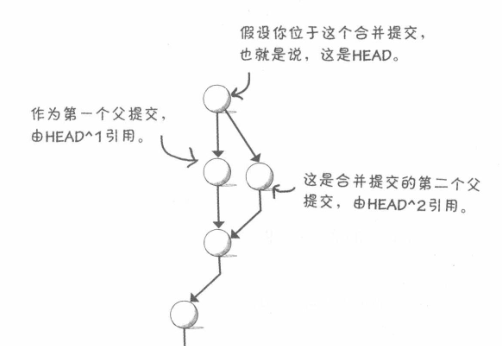 假设你位于这个合并提交，
也就是说，这是HEAD。
作为第一个父提交，
由HEAD^1引用。
这是合并提交的第二个父
提交，由HEAD^2引用。